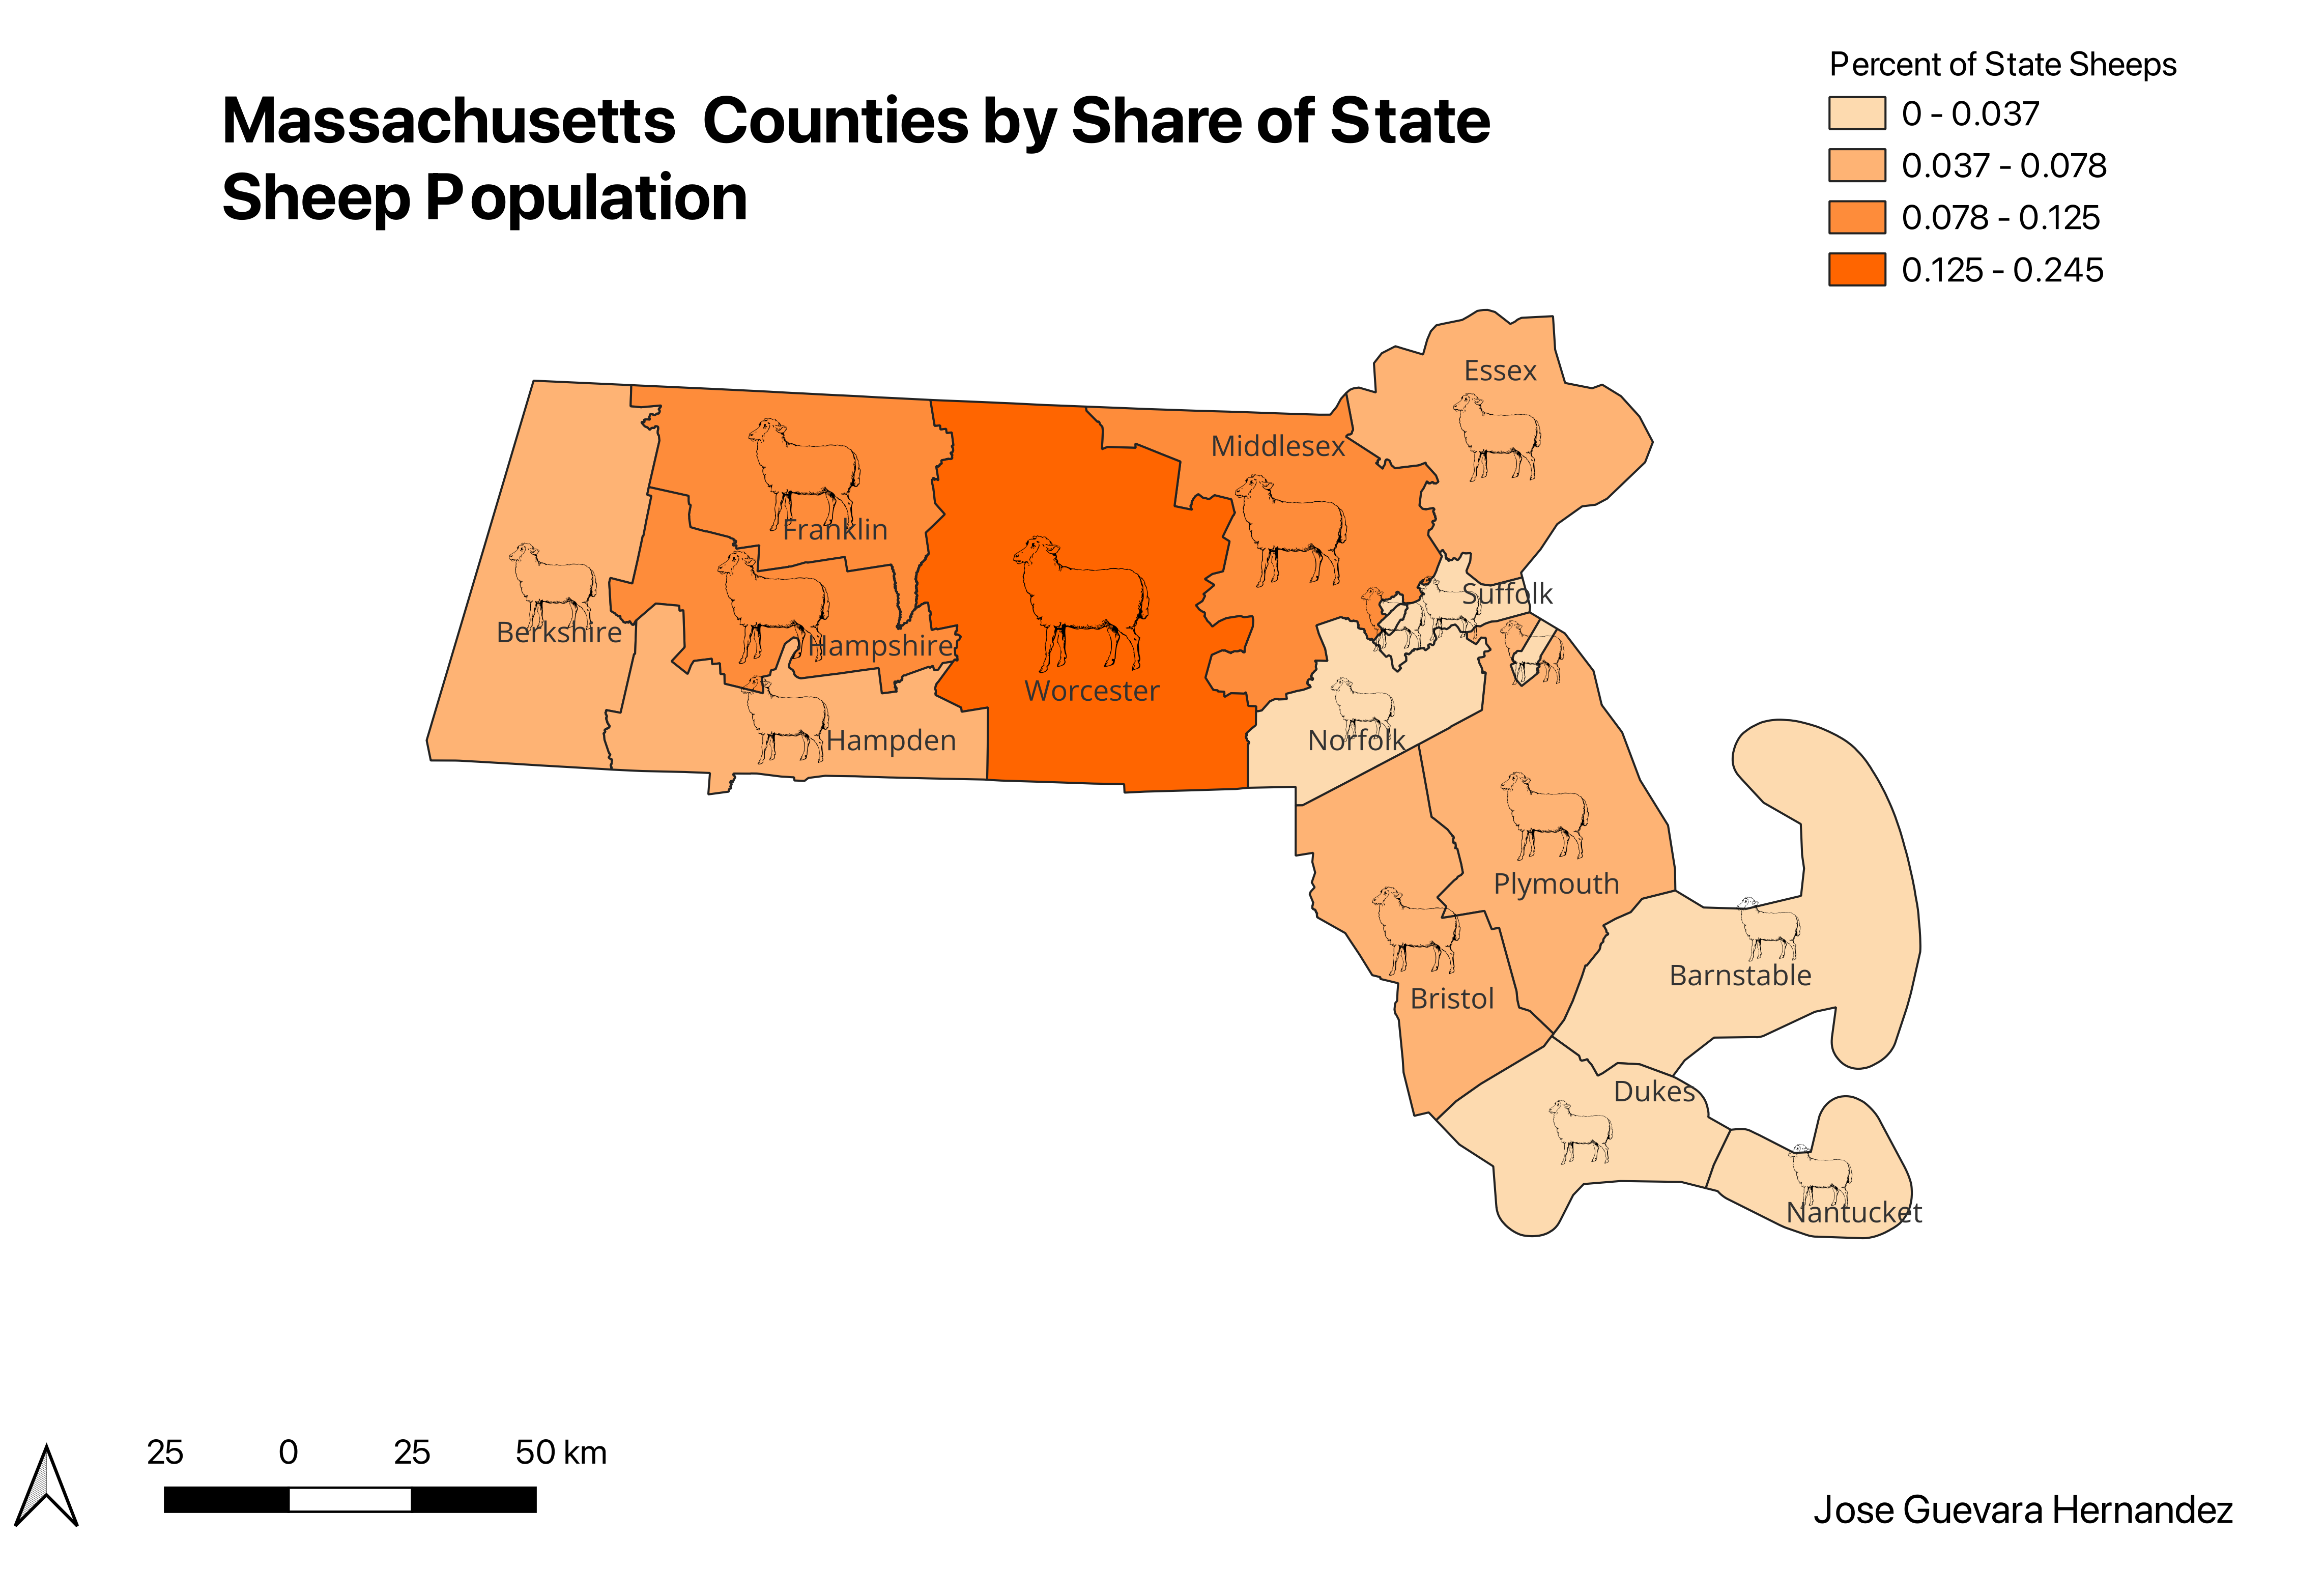 Massachusetts  Counties by Share of State
Sheep Population
Percent of State Sheeps
0 - 0.037
0.037 - 0.078
0.078 - 0.125
0.125 - 0.245
Essex
Middlesex
Franklin
Suffolk
Berkshire
Hampshire
Worcester
Hampden
Norfolk
Plymouth
Barnstable
Bristol
Dukes
Nantucket
25 0 25 50 km
Jose Guevara Hernandez